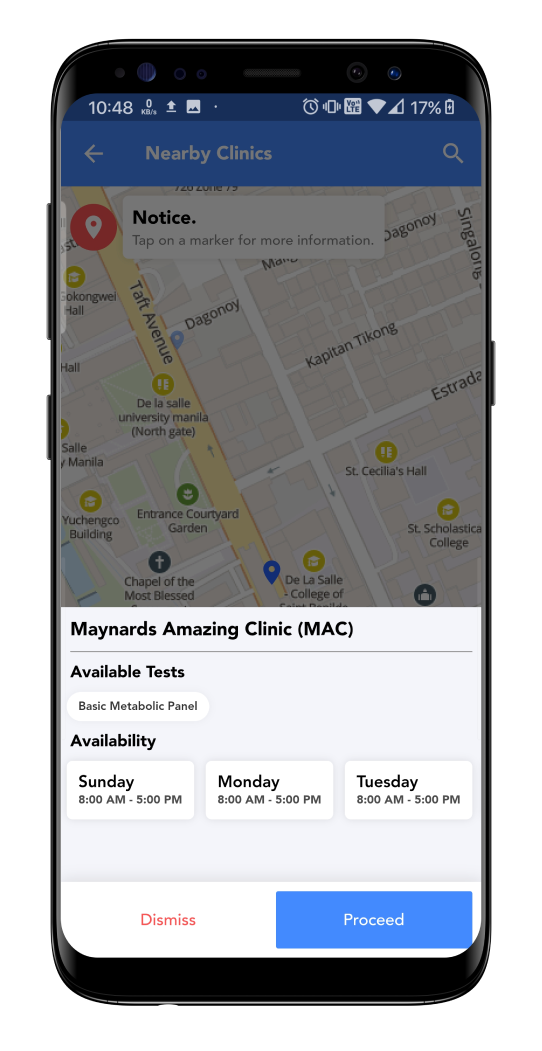 10:48 0 KB/s Vo LTE 17%
Nearby Clinics
726 Zone 79
Notice.
Tap on a marker for more information.
Dagonoy
Singalong
Gokongwei
Hall
Taft Avenue
Dagonoy
Kapitan Tikong
Hall
Estrada
De la salle
university manila
(North gate)
Salle
y Manila
St. Cecilia's Hall
Yuchengco
Building
Entrance Courtyard
Garden
St. Scholastica
College
Chapel of the
Most Blessed
De La Salle
- College of
Saint Benilde
Maynards Amazing Clinic (MAC)
Available Tests
Basic Metabolic Panel
Availability
Sunday
8:00 AM - 5:00 PM
Monday
8:00 AM - 5:00 PM
Tuesday
8:00 AM - 5:00 PM
Dismiss
Proceed